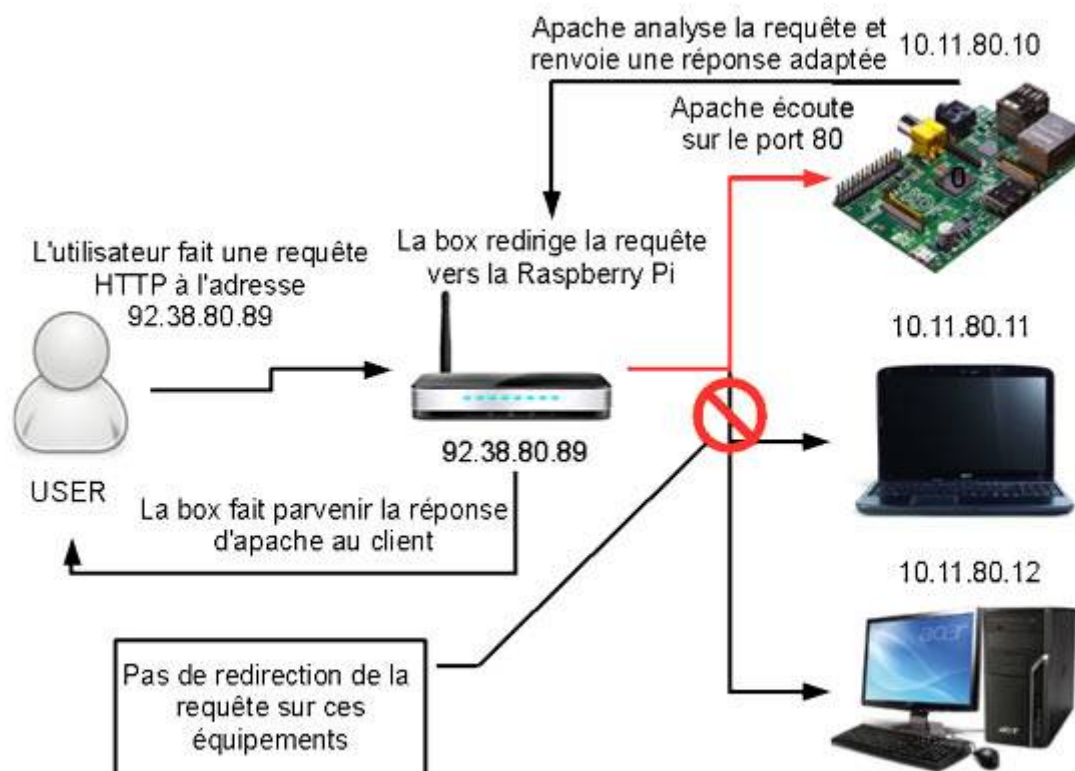 Apache analyse la requête et
renvoie une réponse adaptée
10.11.80.10
Apache écoute
sur le port 80
0
L'utilisateur fait une requête
HTTP à l'adresse
92.38.80.89
La box redirige la requête
vers la Raspberry Pi
10.11.80.11
92.38.80.89
USER
La box fait parvenir la réponse
d'apache au client
10.11.80.12
acer
Pas de redirection de la
requête sur ces
équipements
acer